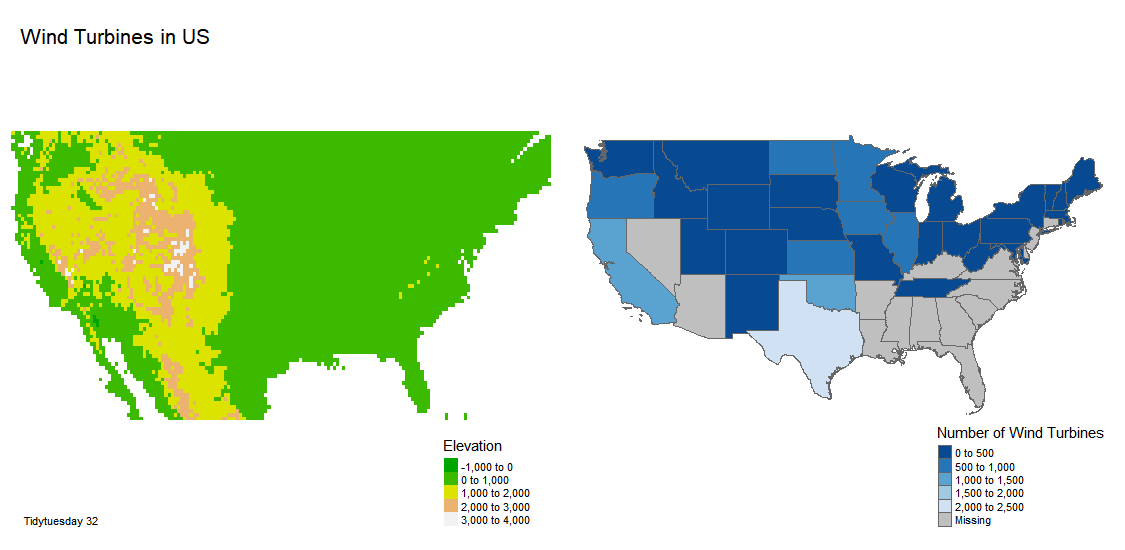 Wind Turbines in US
Elevation
-1,000 to 0
0 to 1,000
1,000 to 2,000
2,000 to 3,000
3,000 to 4,000
Number of Wind Turbines
0 to 500
500 to 1,000
1,000 to 1,500
1,500 to 2,000
2,000 to 2,500
Missing
Tidytuesday 32